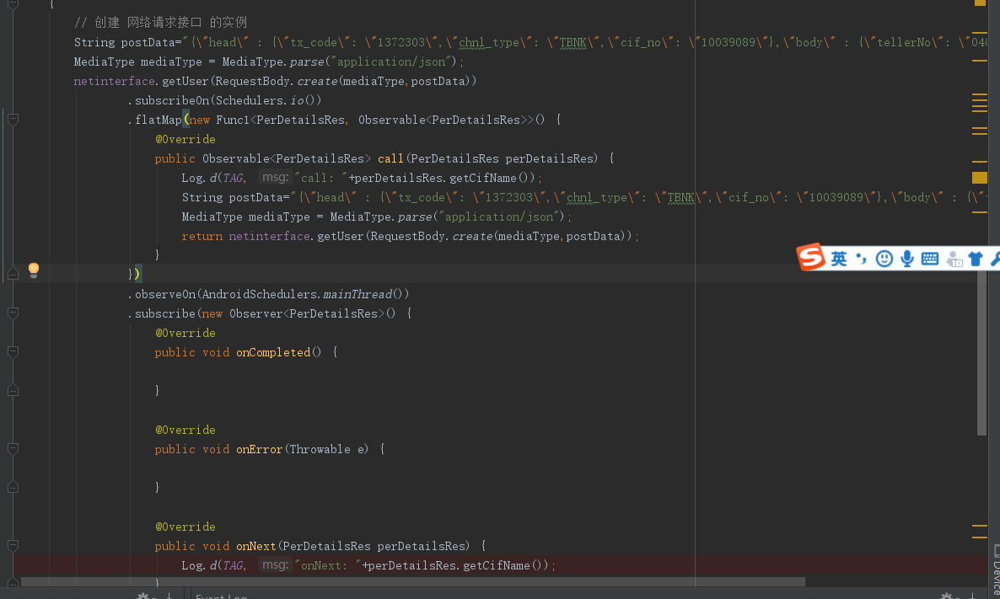 {
// 创建 网络请求接口 的实例
String postData="{\"head\" : {\"tx_code\": \"1372303\",\"chnl_type\": \"TBNK\",\"cif_no\": \"10039089\"},\"body\" : {\"tellerNo\": \"040
MediaType mediaType = MediaType.parse("application/json");
netinterface.getUser(RequestBody.create(mediaType,postData))
.subscribeOn(Schedulers.io())
.flatMap(new Func1<PerDetailsRes, Observable<PerDetailsRes>>() {
@Override
public Observable<PerDetailsRes> call(PerDetailsRes perDetailsRes) {
Log.d(TAG, msg: "call: "+perDetailsRes.getCifName());
String postData="{\"head\" : {\"tx_code\": \"1372303\",\"chnl_type\": \"TBNK\",\"cif_no\": \"10039089\"},\"body\" : {\"
MediaType mediaType = MediaType.parse("application/json");
return netinterface.getUser(RequestBody.create(mediaType,postData));
}
})
英
.observeOn(AndroidSchedulers.mainThread())
.subscribe(new Observer<PerDetailsRes>() {
@Override
public void onCompleted() {
}
@Override
public void onError(Throwable e) {
}
@Override
public void onNext(PerDetailsRes perDetailsRes) {
Log.d(TAG, msg: "onNext: "+perDetailsRes.getCifName());
}
Event Log
Device